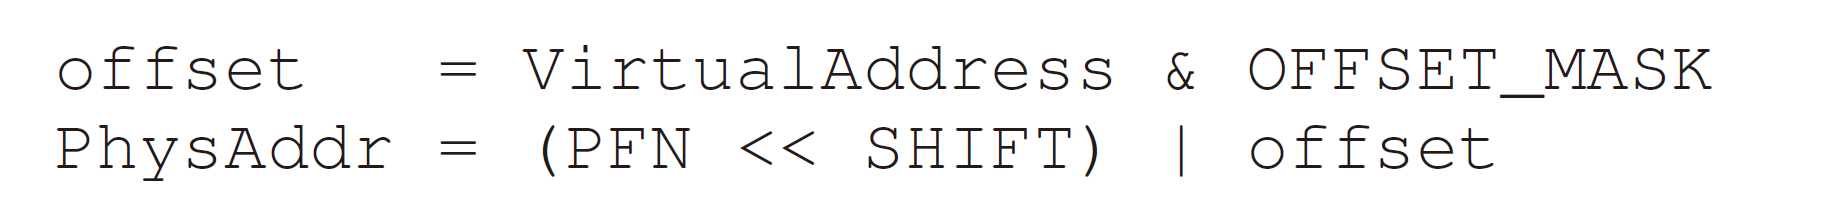 offset   = VirtualAddress & OFFSET_MASK
PhysAddr = (PFN << SHIFT) | offset